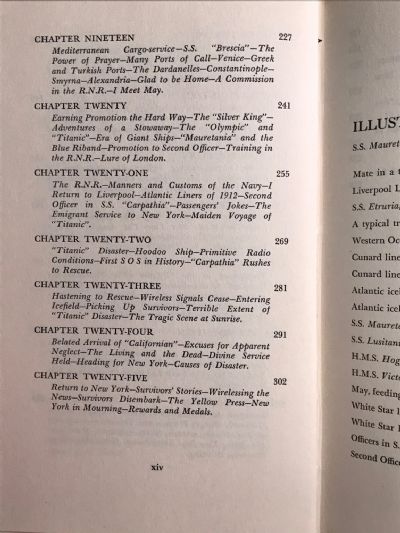 CHAPTER NINETEEN 227
Mediterranean Cargo-service—S.S. "Brescia"—The
Power of Prayer—Many Ports of Call—Venice—Greek
and Turkish Ports—The Dardanelles—Constantinople—
Smyrna—Alexandria—Glad to be Home—A Commission
in the R.N.R.—I Meet May.
CHAPTER TWENTY 241
Earning Promotion the Hard Way—The "Silver King"—
Adventures of a Stowaway—The "Olympic" and
"Titanic"—Era of Giant Ships—"Mauretania" and the
Blue Riband—Promotion to Second Officer—Training in
the R.N.R.—Lure of London.
CHAPTER TWENTY-ONE 255
The R.N.R.—Manners and Customs of the Navy—I
Return to Liverpool—Atlantic Liners of 1912—Second
Officer in S.S. "Carpathia"—Passengers' Jokes—The
Emigrant Service to New York—Maiden Voyage of
"Titanic".
CHAPTER TWENTY-TWO 269
"Titanic" Disaster—Hoodoo Ship—Primitive Radio
Conditions—First S O S in History—"Carpathia" Rushes
to Rescue.
CHAPTER TWENTY-THREE 281
Hastening to Rescue—Wireless Signals Cease—Entering
Icefield—Picking Up Survivors—Terrible Extent of
"Titanic" Disaster—The Tragic Scene at Sunrise.
CHAPTER TWENTY-FOUR 291
Belated Arrival of "Californian"—Excuses for Apparent
Neglect—The Living and the Dead—Divine Service
Held—Heading for New York—Causes of Disaster.
CHAPTER TWENTY-FIVE 302
Return to New York—Survivors' Stories—Wirelessing the
News—Survivors Disembark—The Yellow Press—New
York in Mourning—Rewards and Medals.
xiv
ILLUST
S.S. Mauret
Mate in a t
Liverpool L
S.S. Etruria,
A typical tr
Western Oc
Cunard line
Cunard line
Atlantic icel
Atlantic icel
S.S. Maureta
S.S. Lusitani
H.M.S. Hog
H.M.S. Victo
May, feeding
White Star l
White Star l
Officers in S.
Second Offic